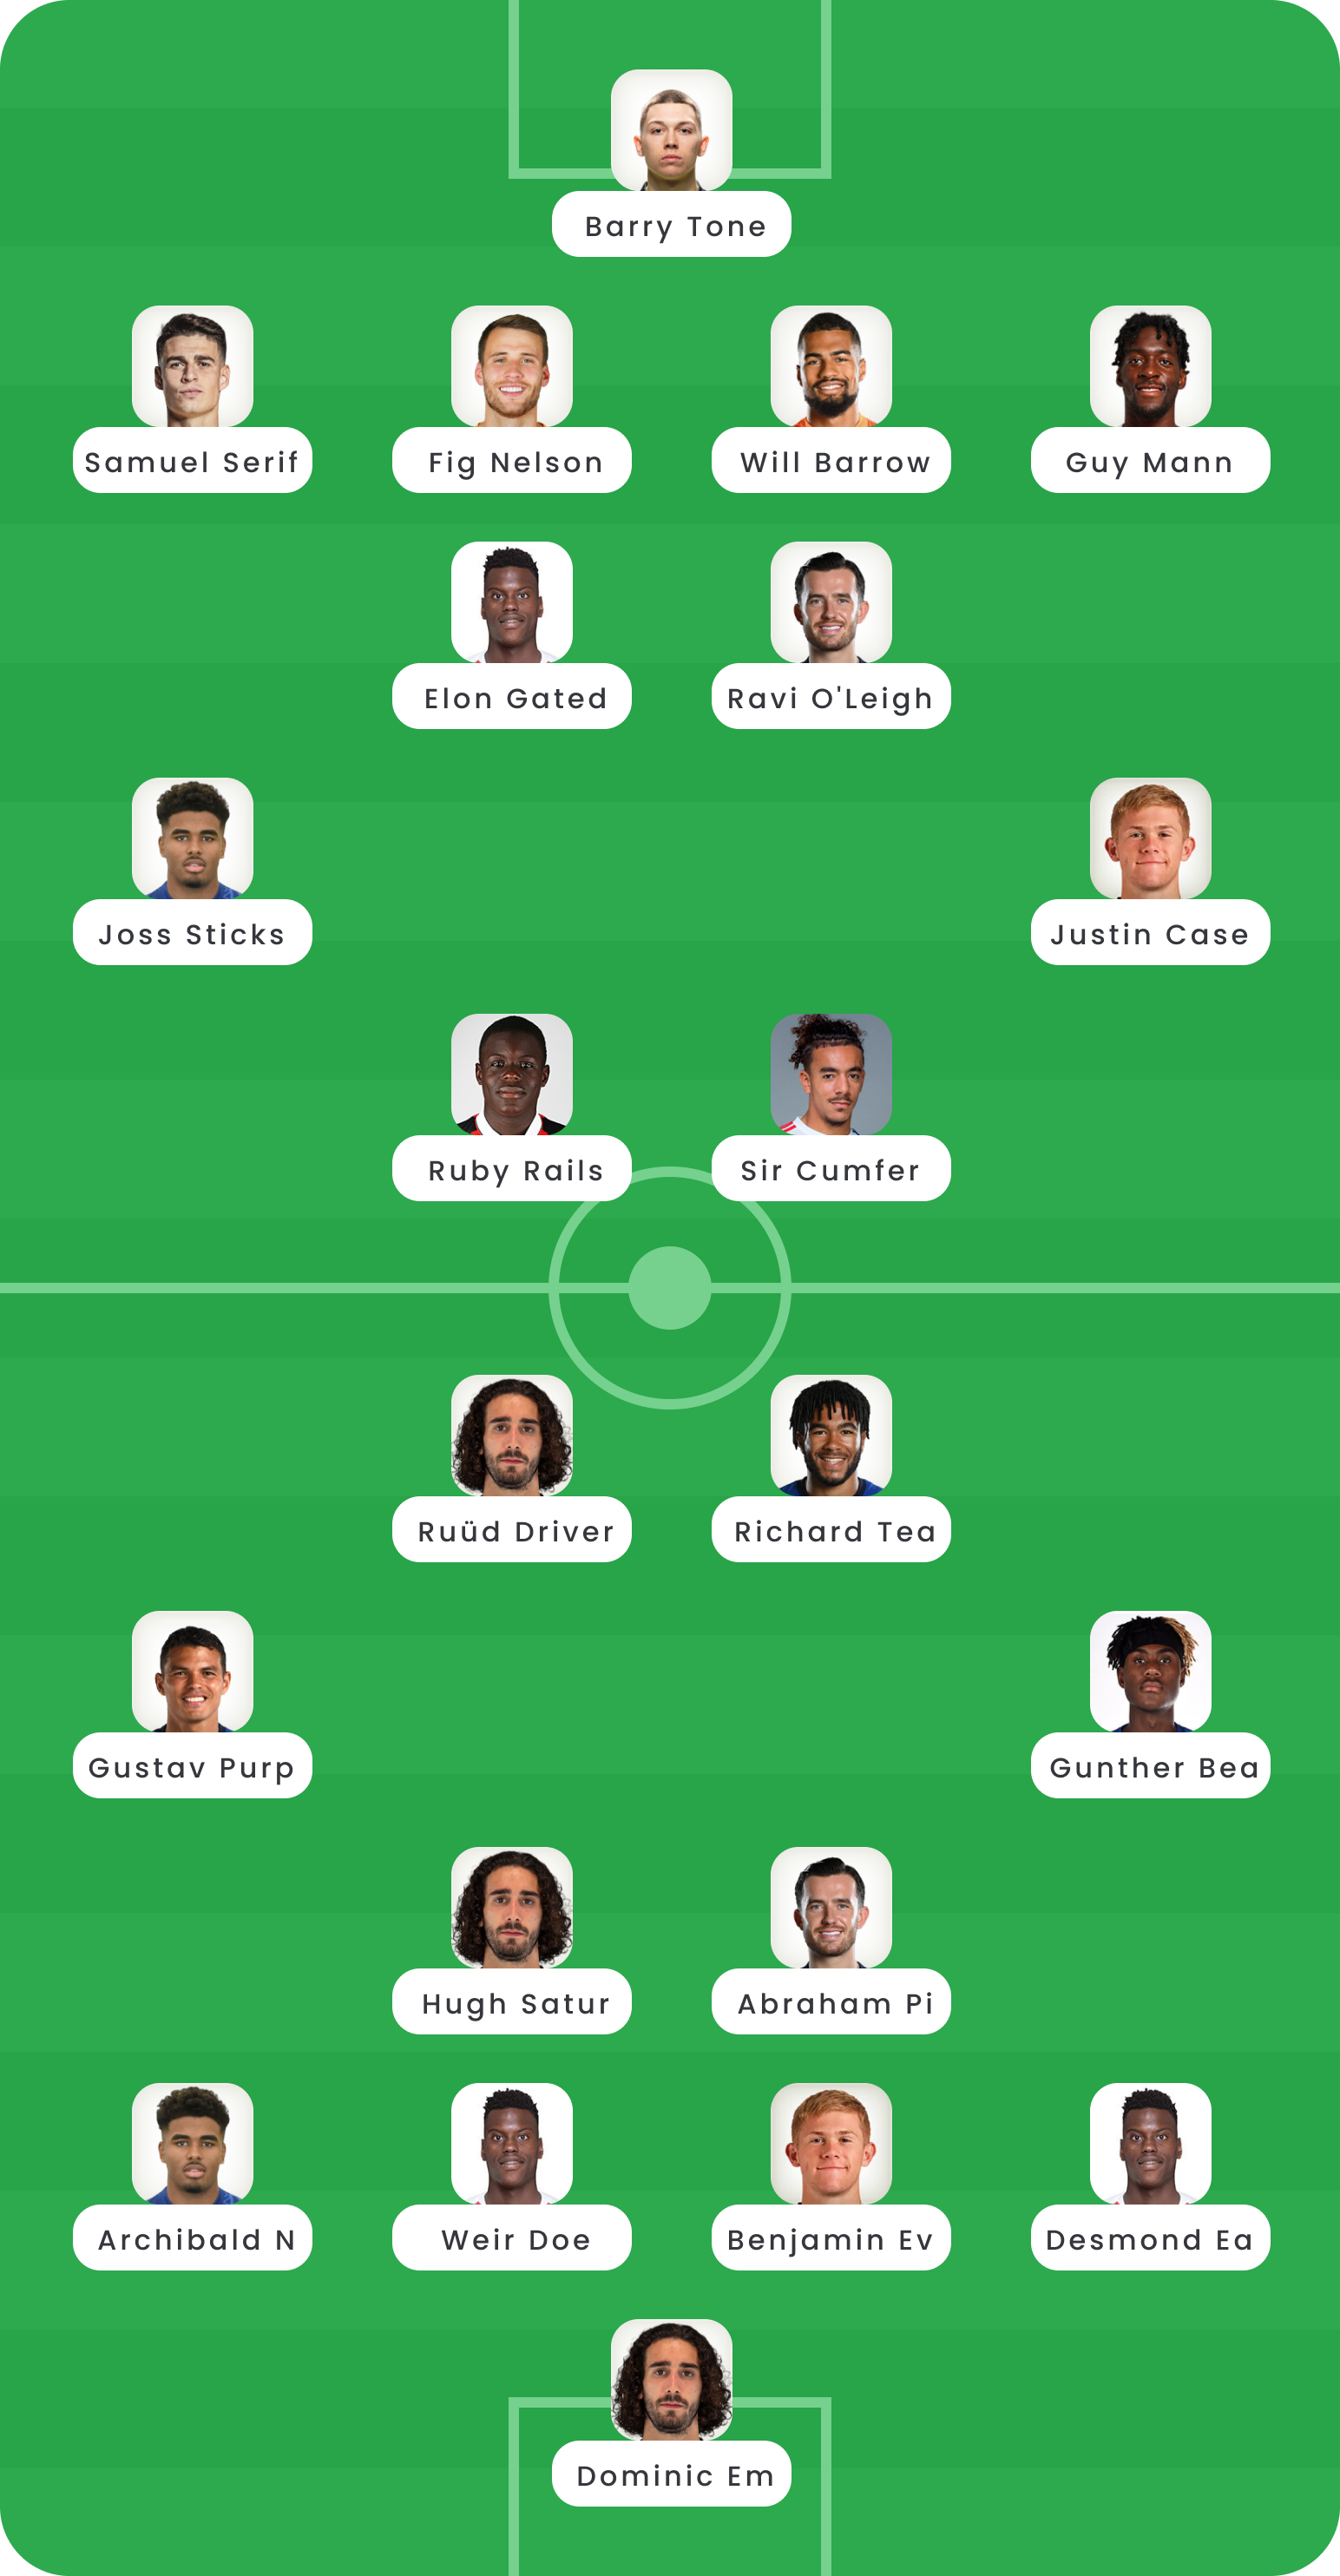 Barry Tone
Samuel Serif
Fig Nelson
Will Barrow
Guy Mann
Elon Gated
Ravi O'Leigh
Joss Sticks
Justin Case
Ruby Rails
Sir Cumfer
Ruüd Driver
Richard Tea
Gustav Purp
Gunther Bea
Hugh Satur
Abraham Pi
Archibald N
Weir Doe
Benjamin Ev
Desmond Ea
Dominic Em